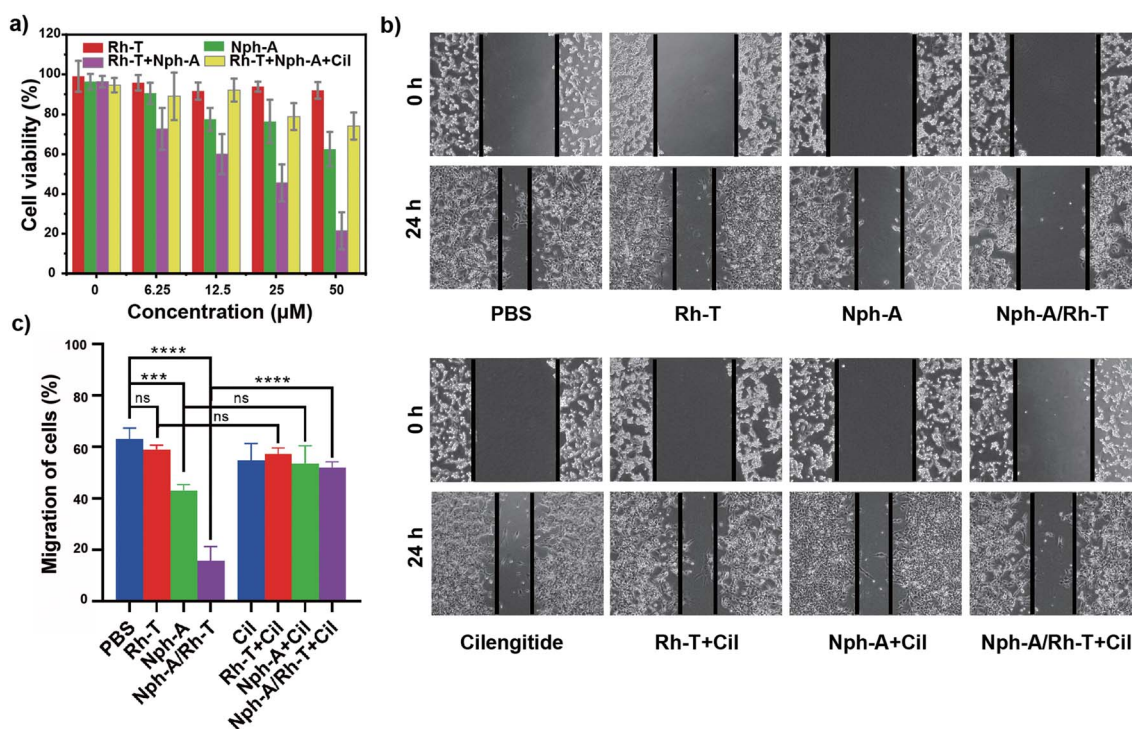 a)
Rh-T
Nph-A
Rh-T+Nph-A
Rh-T+Nph-A+Cil
Cell viability (%)
120
100
80
60
40
20
0
0
6.25
12.5
25
50
Concentration (µM)
b)
0 h
24 h
PBS
Rh-T
Nph-A
Nph-A/Rh-T
0 h
24 h
Cilengitide
Rh-T+Cil
Nph-A+Cil
Nph-A/Rh-T+Cil
c)
Migration of cells (%)
100
80
60
40
20
0
****
***
****
ns
ns
ns
PBS
Rh-T
Nph-A
Nph-A/Rh-T
Cil
Rh-T+Cil
Nph-A+Cil
Nph-A/Rh-T+Cil